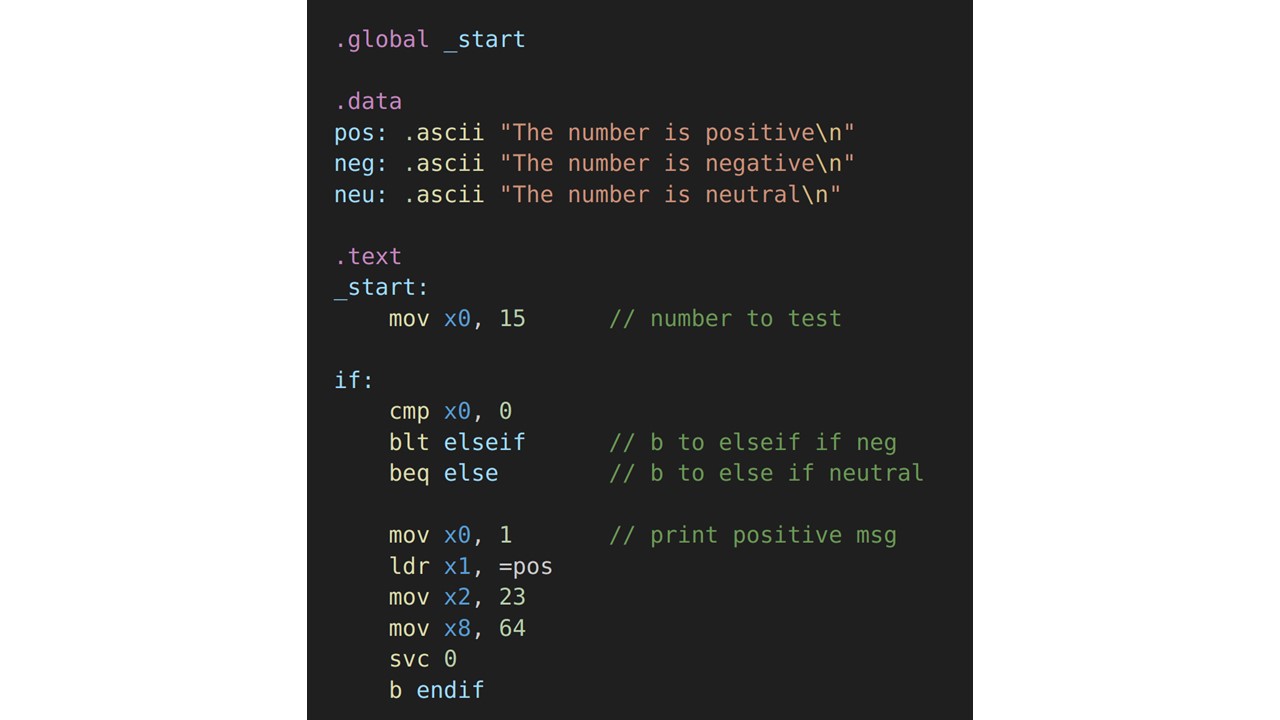 .global _start
.data
pos: .ascii "The number is positive\n"
neg: .ascii "The number is negative\n"
neu: .ascii "The number is neutral\n"
.text
_start:
mov x0, 15 // number to test
if:
cmp x0, 0
blt elseif // b to elseif if neg
beq else // b to else if neutral
mov x0, 1 // print positive msg
ldr x1, =pos
mov x2, 23
mov x8, 64
svc 0
b endif